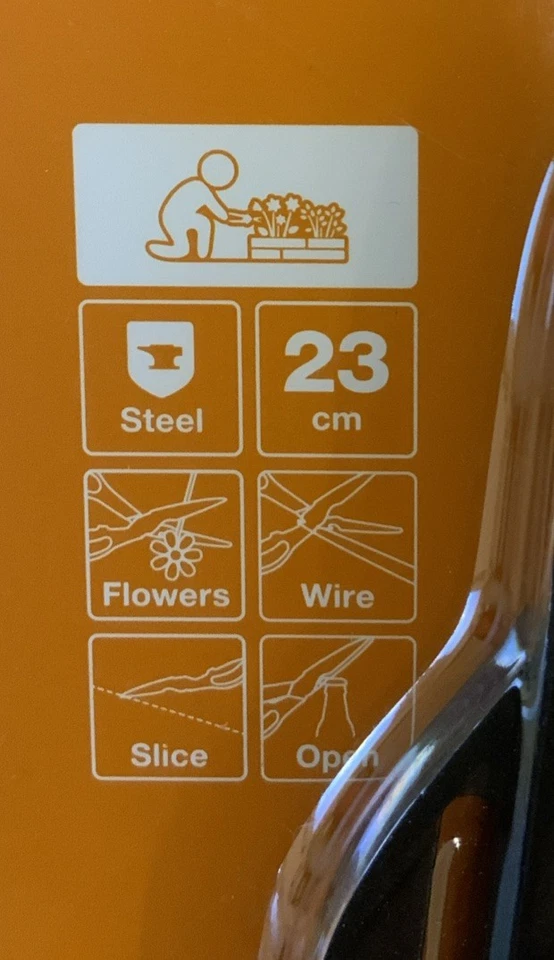 Steel
23
cm
Flowers
Wire
Slice
Open